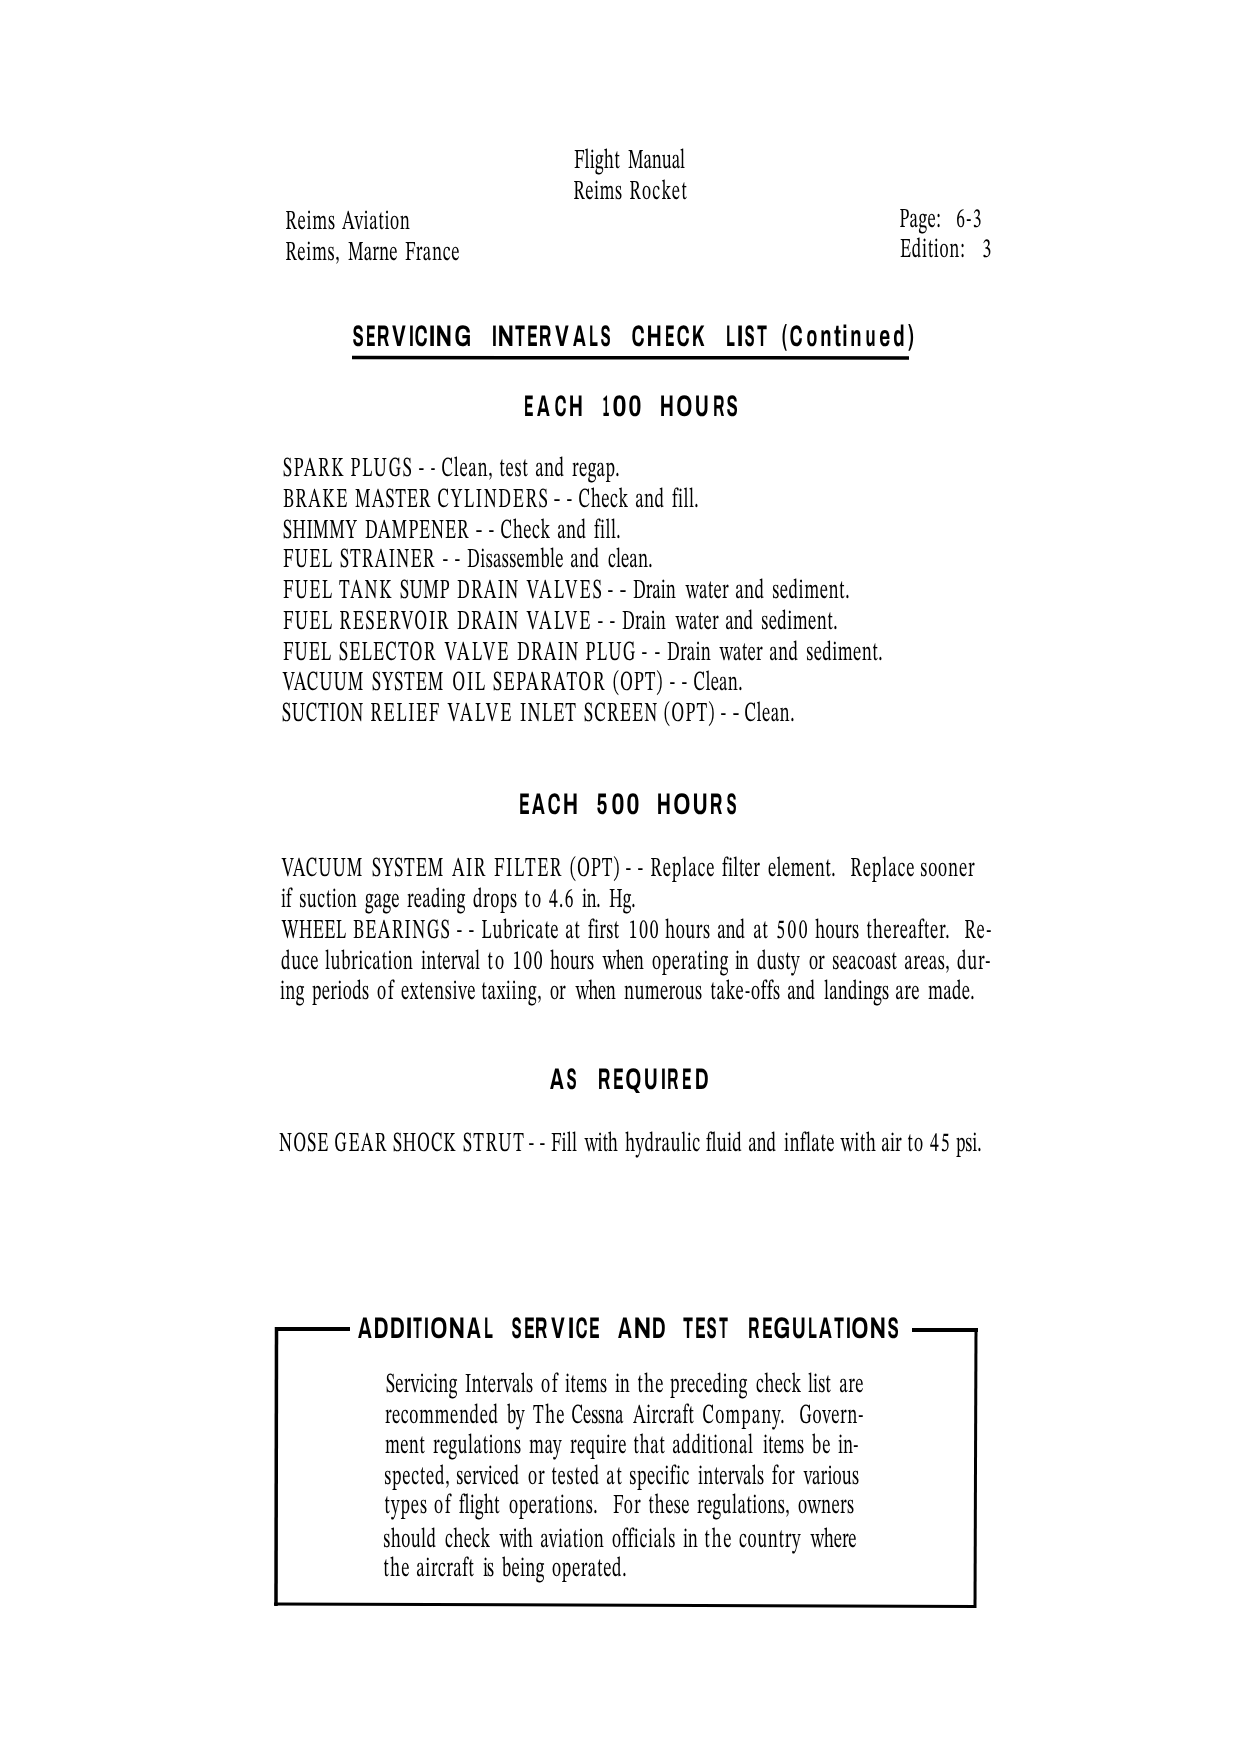 Flight Manual
Reims Rocket
Reims Aviation
Reims, Marne France
Page: 6-3
Edition: 3
SERVICING INTERVALS CHECK LIST (Continued)
EACH 100 HOURS
SPARK PLUGS - - Clean, test and regap.
BRAKE MASTER CYLINDERS - - Check and fill.
SHIMMY DAMPENER - - Check and fill.
FUEL STRAINER - - Disassemble and clean.
FUEL TANK SUMP DRAIN VALVES - - Drain water and sediment.
FUEL RESERVOIR DRAIN VALVE - - Drain water and sediment.
FUEL SELECTOR VALVE DRAIN PLUG - - Drain water and sediment.
VACUUM SYSTEM OIL SEPARATOR (OPT) - - Clean.
SUCTION RELIEF VALVE INLET SCREEN (OPT) - - Clean.
EACH 500 HOURS
VACUUM SYSTEM AIR FILTER (OPT) - - Replace filter element. Replace sooner
if suction gage reading drops to 4.6 in. Hg.
WHEEL BEARINGS - - Lubricate at first 100 hours and at 500 hours thereafter. Re-
duce lubrication interval to 100 hours when operating in dusty or seacoast areas, dur-
ing periods of extensive taxiing, or when numerous take-offs and landings are made.
AS REQUIRED
NOSE GEAR SHOCK STRUT - - Fill with hydraulic fluid and inflate with air to 45 psi.
ADDITIONAL SERVICE AND TEST REGULATIONS
Servicing Intervals of items in the preceding check list are
recommended by The Cessna Aircraft Company. Govern-
ment regulations may require that additional items be in-
spected, serviced or tested at specific intervals for various
types of flight operations. For these regulations, owners
should check with aviation officials in the country where
the aircraft is being operated.